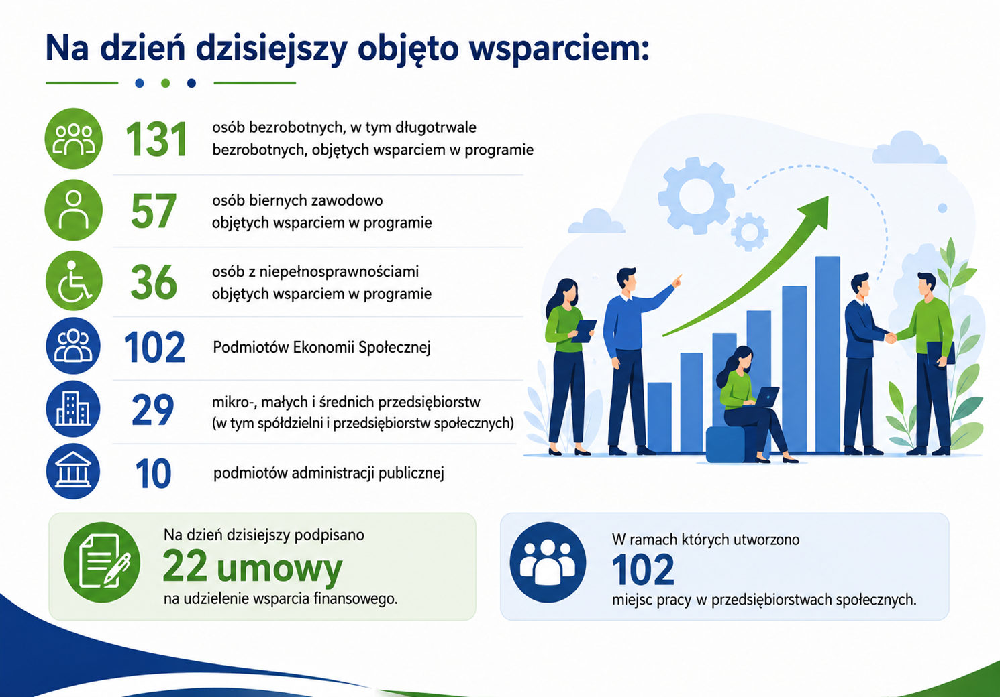 Na dzień dzisiejszy objęto wsparciem:
131
osób bezrobotnych, w tym długotrwale
bezrobotnych, objętych wsparciem w programie
57
osób biernych zawodowo
objętych wsparciem w programie
36
osób z niepełnosprawnościami
objętych wsparciem w programie
102
Podmiotów Ekonomii Społecznej
29
mikro-, małych i średnich przedsiębiorstw
(w tym spółdzielni i przedsiębiorstw społecznych)
10
podmiotów administracji publicznej
Na dzień dzisiejszy podpisano
22 umowy
na udzielenie wsparcia finansowego.
W ramach których utworzono
102
miejsc pracy w przedsiębiorstwach społecznych.